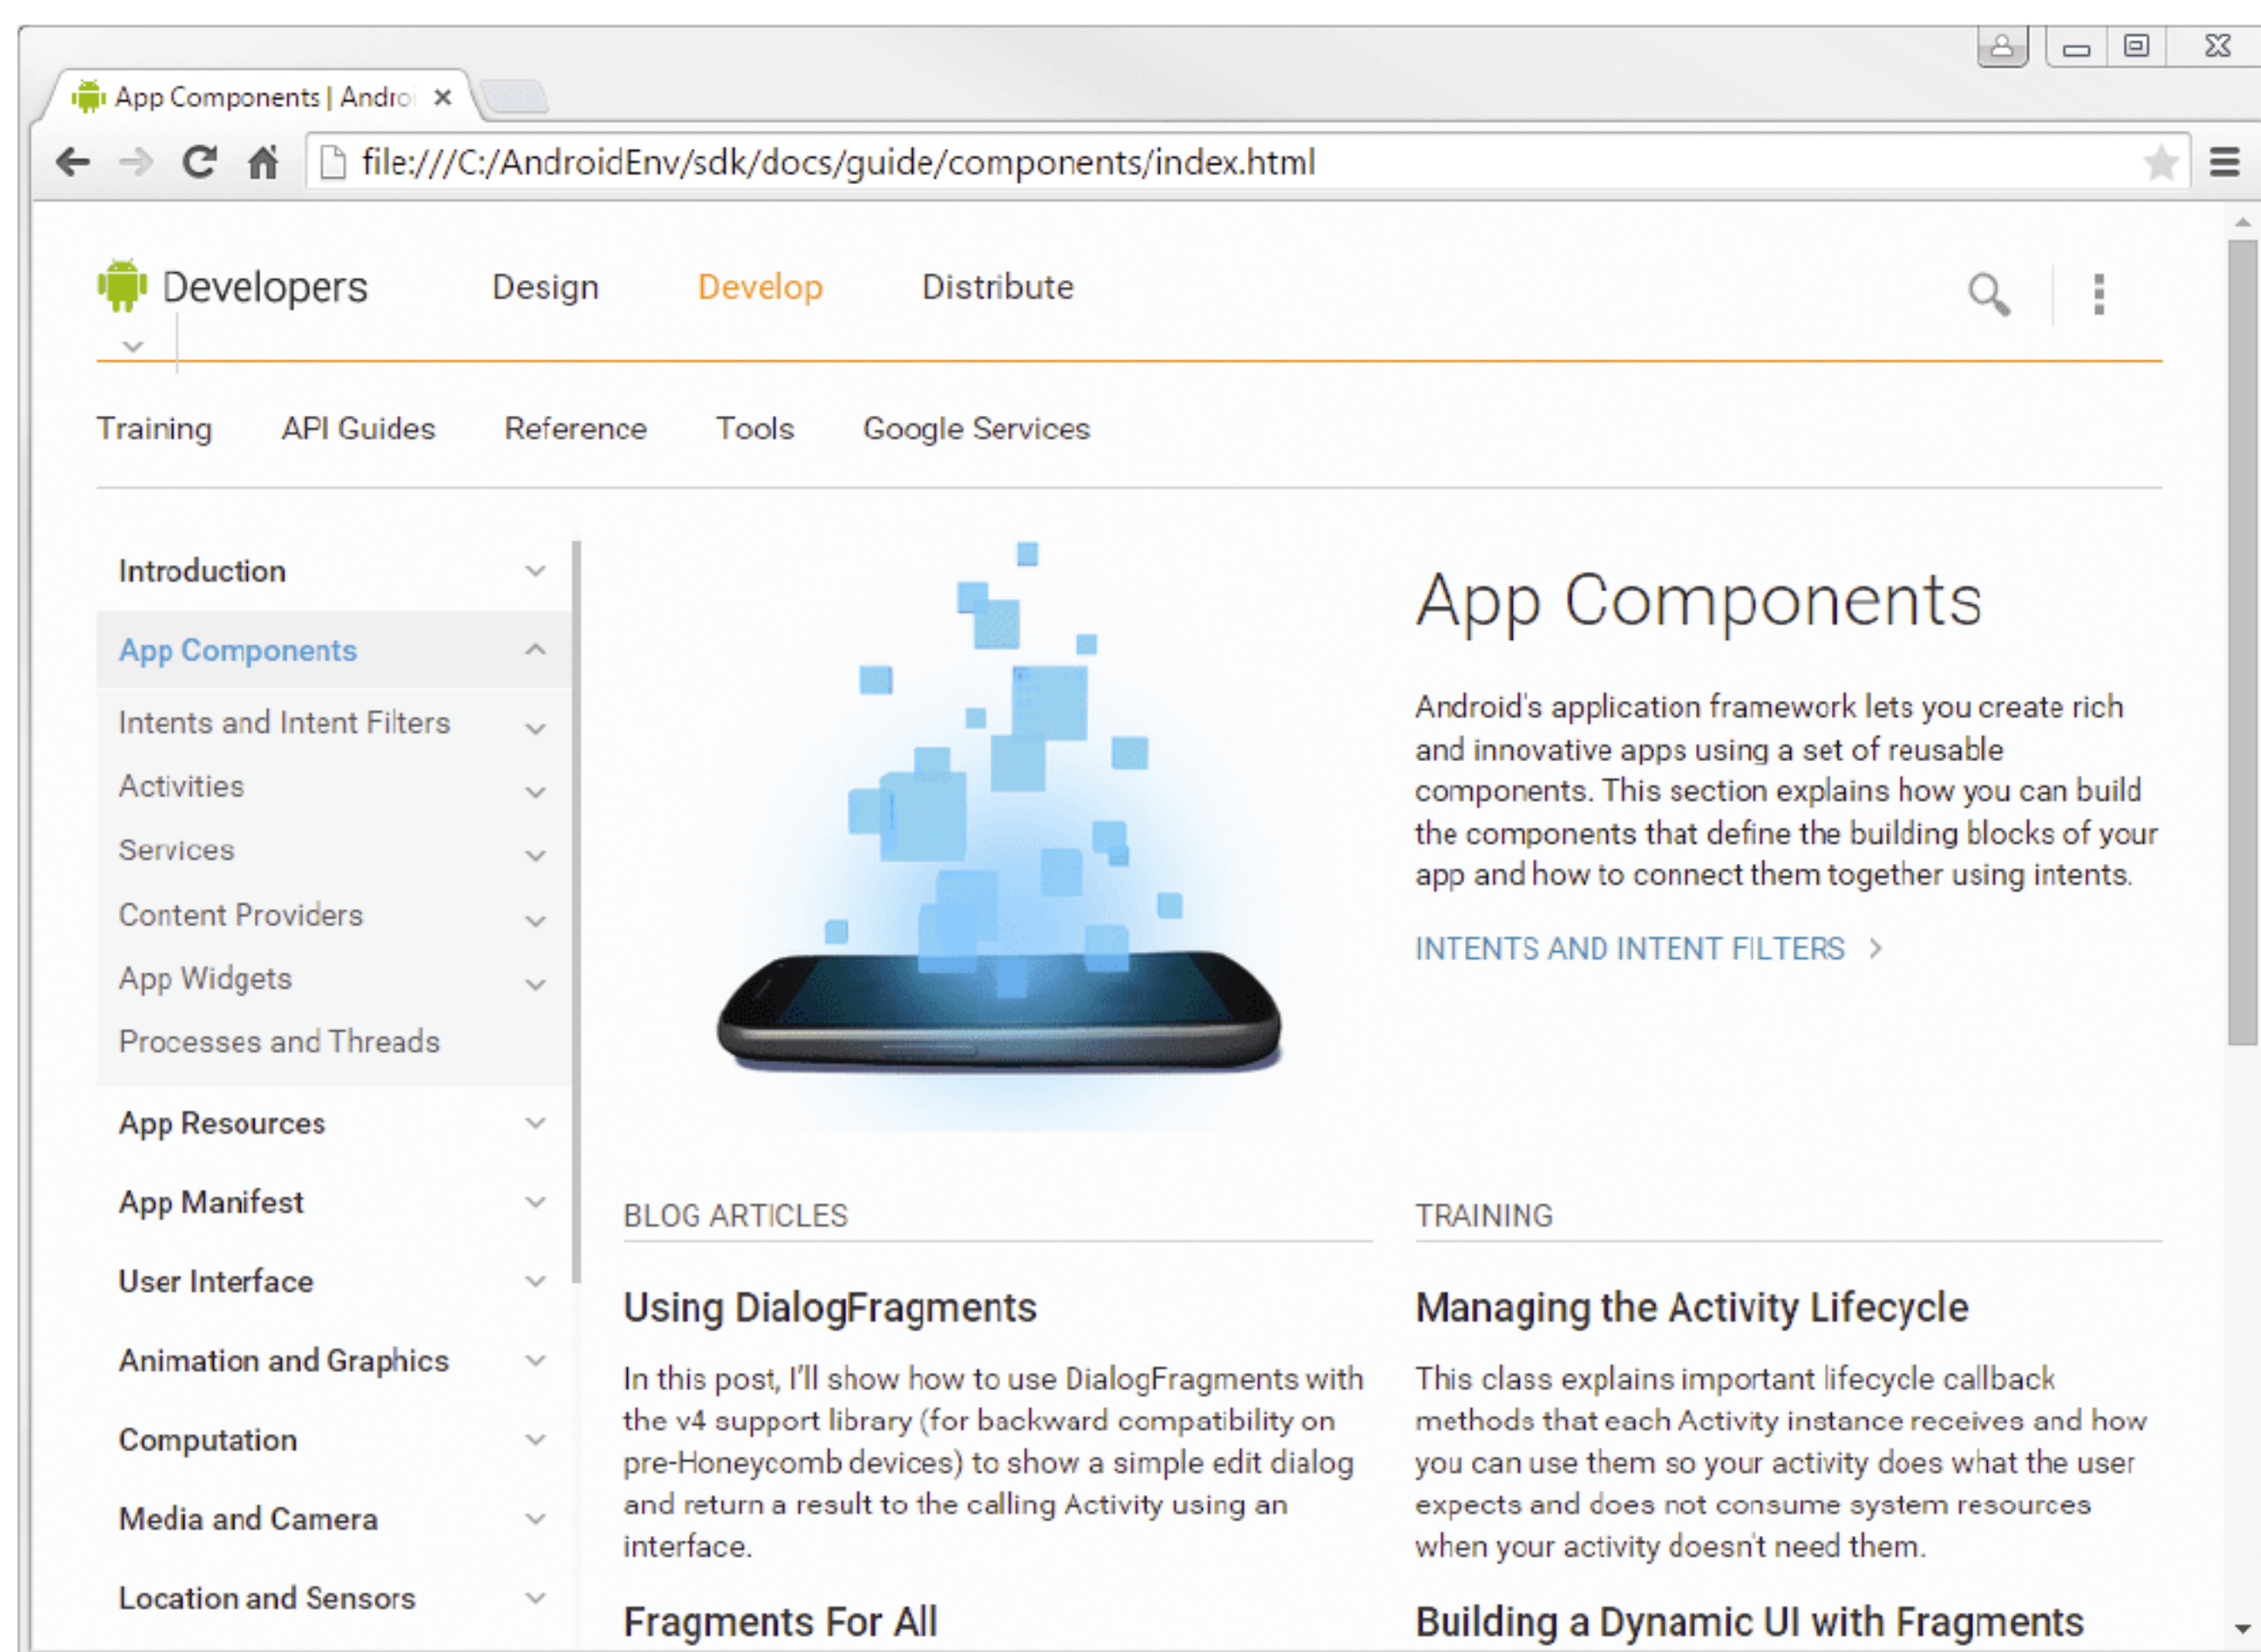 App Components | Androi
file:///C:/AndroidEnv/sdk/docs/guide/components/index.html
Developers
Design
Develop
Distribute
Training
API Guides
Reference
Tools
Google Services
Introduction
App Components
Intents and Intent Filters
Activities
Services
Content Providers
App Widgets
Processes and Threads
App Resources
App Manifest
User Interface
Animation and Graphics
Computation
Media and Camera
Location and Sensors
App Components
Android's application framework lets you create rich
and innovative apps using a set of reusable
components. This section explains how you can build
the components that define the building blocks of your
app and how to connect them together using intents.
INTENTS AND INTENT FILTERS
BLOG ARTICLES
Using DialogFragments
In this post, I'll show how to use DialogFragments with
the v4 support library (for backward compatibility on
pre-Honeycomb devices) to show a simple edit dialog
and return a result to the calling Activity using an
interface.
Fragments For All
TRAINING
Managing the Activity Lifecycle
This class explains important lifecycle callback
methods that each Activity instance receives and how
you can use them so your activity does what the user
expects and does not consume system resources
when your activity doesn't need them.
Building a Dynamic UI with Fragments